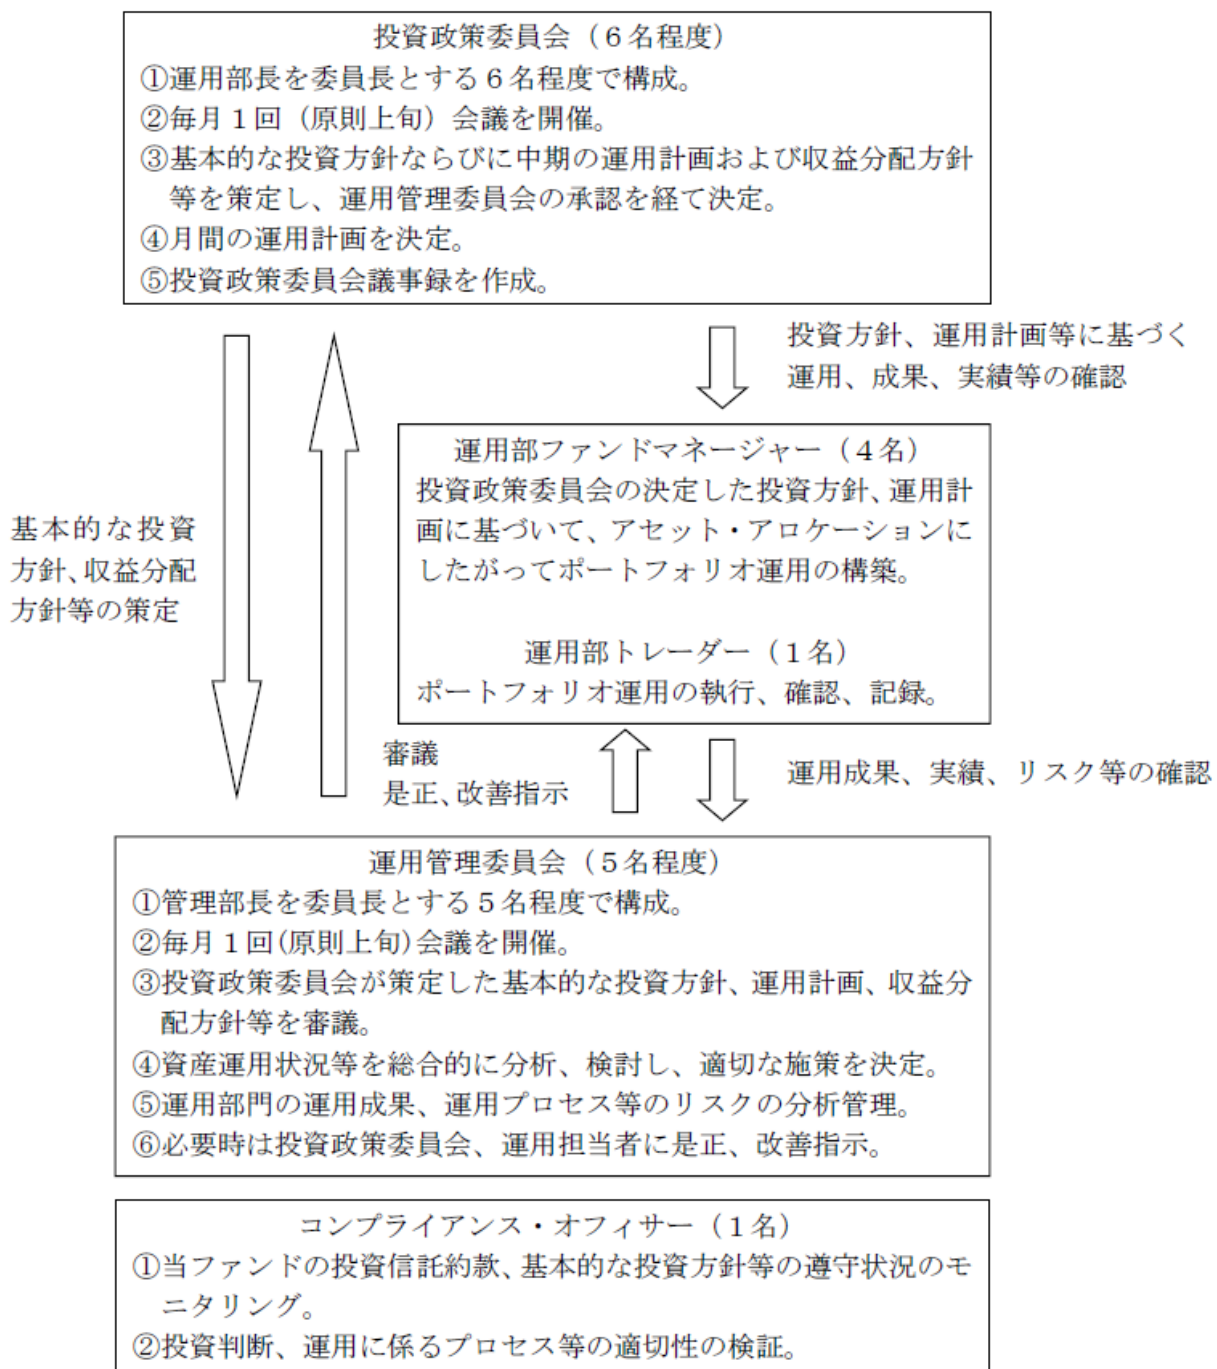 投資政策委員会（６名程度）
①運用部長を委員長とする６名程度で構成。
②毎月１回（原則上旬）会議を開催。
③基本的な投資方針ならびに中期の運用計画および収益分配方針
等を策定し、運用管理委員会の承認を経て決定。
④月間の運用計画を決定。
⑤投資政策委員会議事録を作成。
投資方針、運用計画等に基づく
運用、成果、実績等の確認
運用部ファンドマネージャー（４名）
投資政策委員会の決定した投資方針、運用計
画に基づいて、アセット・アロケーションに
したがってポートフォリオ運用の構築。
運用部トレーダー（１名）
ポートフォリオ運用の執行、確認、記録。
基本的な投資
方針、収益分配
方針等の策定
審議
是正、改善指示
運用成果、実績、リスク等の確認
運用管理委員会（５名程度）
①管理部長を委員長とする５名程度で構成。
②毎月１回(原則上旬)会議を開催。
③投資政策委員会が策定した基本的な投資方針、運用計画、収益分
配方針等を審議。
④資産運用状況等を総合的に分析、検討し、適切な施策を決定。
⑤運用部門の運用成果、運用プロセス等のリスクの分析管理。
⑥必要時は投資政策委員会、運用担当者に是正、改善指示。
コンプライアンス・オフィサー（１名）
①当ファンドの投資信託約款、基本的な投資方針等の遵守状況のモ
ニタリング。
②投資判断、運用に係るプロセス等の適切性の検証。